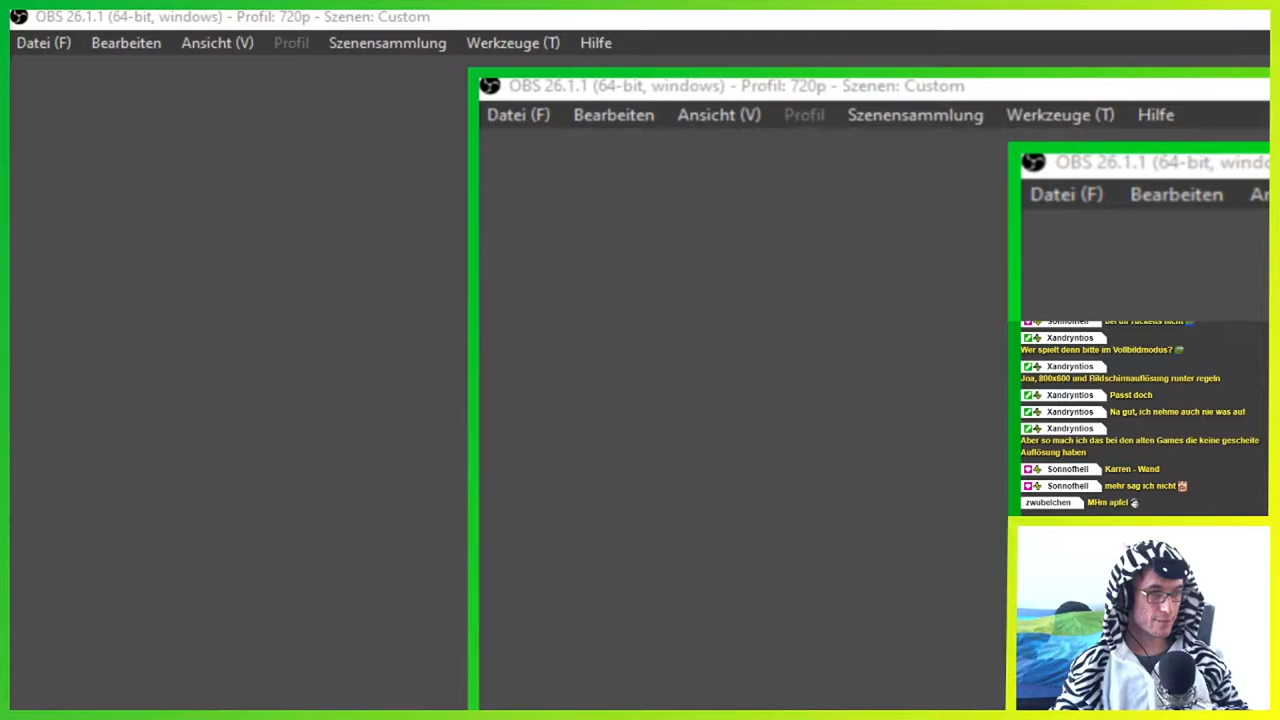 OBS 26.1.1 (64-bit, windows) - Profil: 720p - Szenen: Custom
Datei (F) Bearbeiten Ansicht (V) Profil Szenensammlung Werkzeuge (T) Hilfe
OBS 26.1.1 (64-bit, windows) - Profil: 720p - Szenen: Custom
Datei (F) Bearbeiten Ansicht (V) Profil Szenensammlung Werkzeuge (T) Hilfe
OBS 26.1.1 (64-bit, windo
Datei (F) Bearbeiten An
Sonnofhell
Xandryntios
Wer spielt denn bitte im Vollbildmodus?
Xandryntios
Joa, 800x600 und Bildschirmauflösung runter regeln
Xandryntios Passt doch
Xandryntios Na gut, ich nehme auch nie was auf
Xandryntios
Aber so mach ich das bei den alten Games die keine gescheite
Auflösung haben
Sonnofhell Karren - Wand
Sonnofhell mehr sag ich nicht
zwubelchen MHm apfel